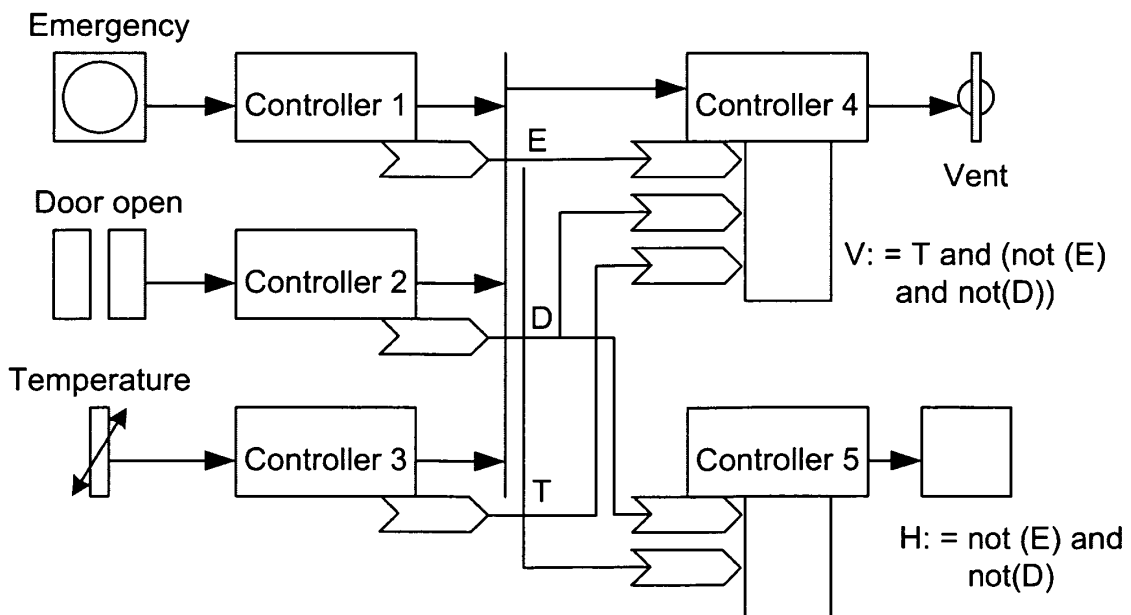 Emergency
Controller 1
Controller 4
E
Vent
Door open
Controller 2
V: = T and (not (E)
and not(D))
D
Temperature
Controller 3
Controller 5
T
H: = not (E) and
not(D)